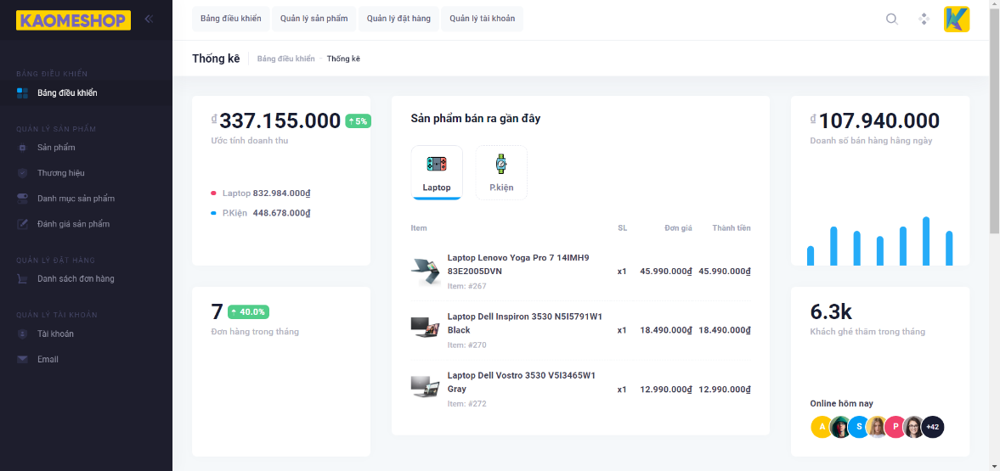 KAOMESHOP
BẢNG ĐIỀU KHIỂN
Bảng điều khiển
QUẢN LÝ SẢN PHẨM
Sản phẩm
Thương hiệu
Danh mục sản phẩm
Đánh giá sản phẩm
QUẢN LÝ ĐẶT HÀNG
Danh sách đơn hàng
QUẢN LÝ TÀI KHOẢN
Tài khoản
Email
Bảng điều khiển Quản lý sản phẩm Quản lý đặt hàng Quản lý tài khoản
Thống kê Bảng điều khiển - Thống kê
₫ 337.155.000 5%
Ước tính doanh thu
Laptop 832.984.000₫
P.Kiện 448.678.000₫
7 40.0%
Đơn hàng trong tháng
Sản phẩm bán ra gần đây
Laptop P.kiện
Item SL Đơn giá Thành tiền
Laptop Lenovo Yoga Pro 7 14IMH9
83E2005DVN x1 45.990.000₫ 45.990.000₫
Item: #267
Laptop Dell Inspiron 3530 N5I5791W1
Black x1 18.490.000₫ 18.490.000₫
Item: #270
Laptop Dell Vostro 3530 V5I3465W1
Gray x1 12.990.000₫ 12.990.000₫
Item: #272
₫ 107.940.000
Doanh số bán hàng hàng ngày
6.3k
Khách ghé thăm trong tháng
Online hôm nay
A S P +42